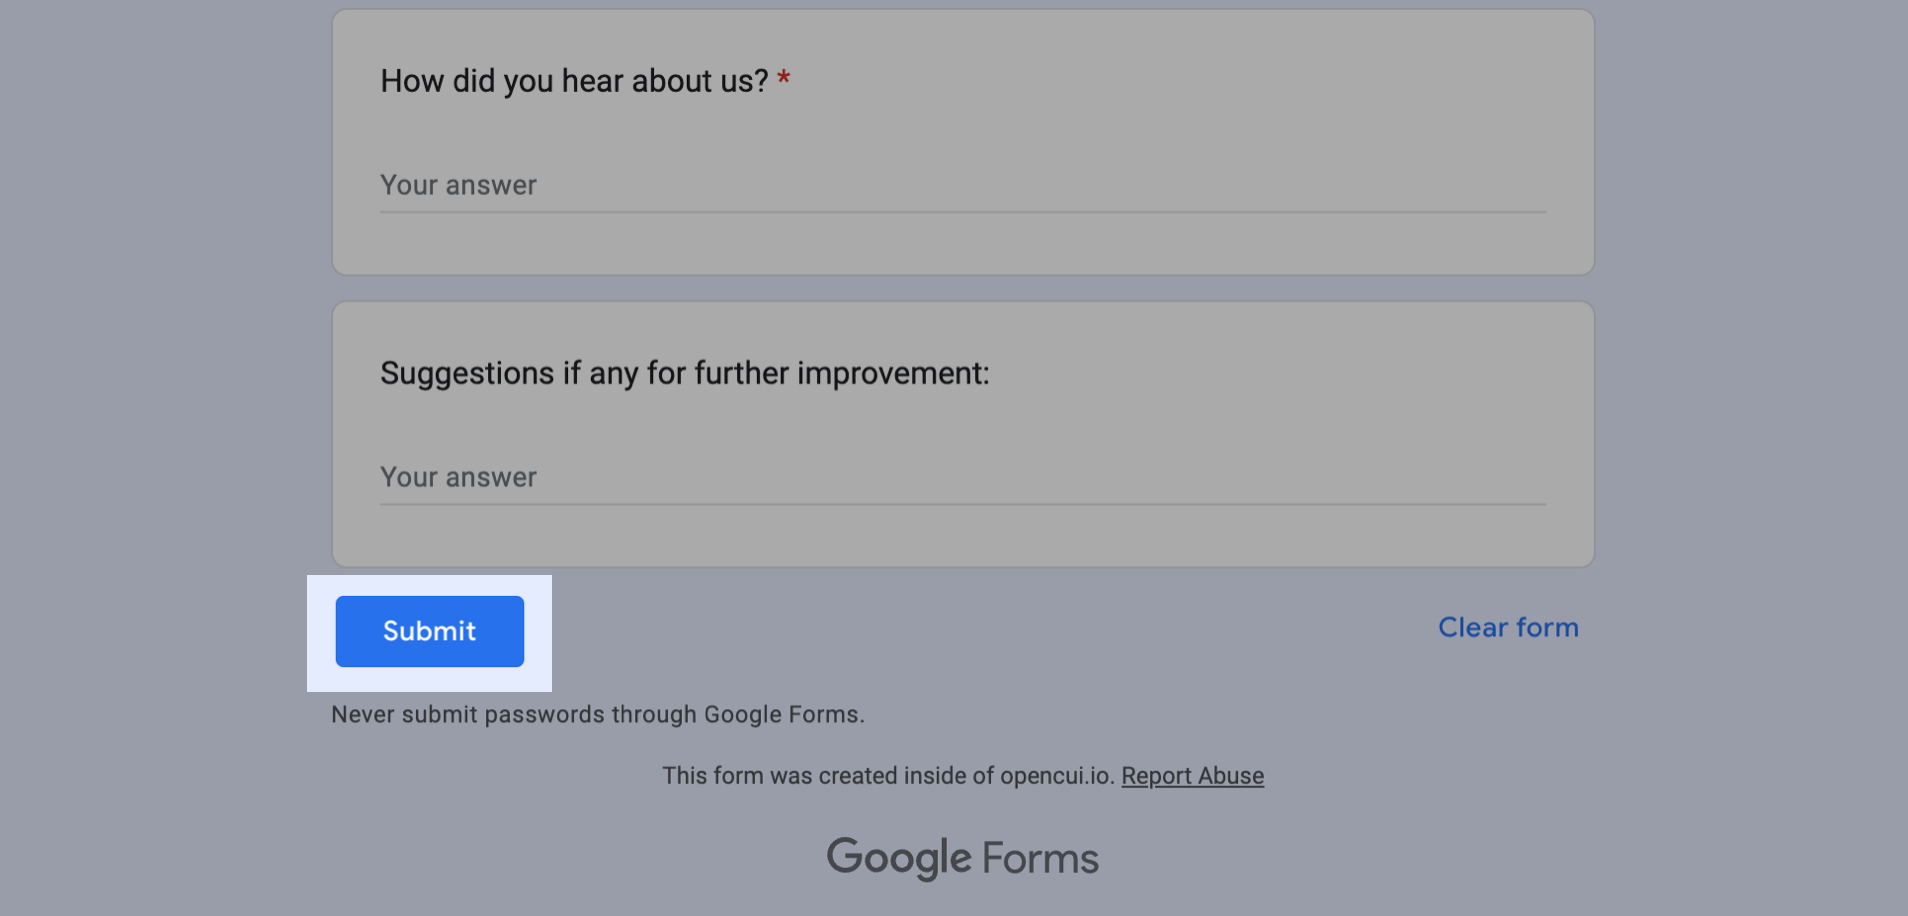 How did you hear about us? *
Your answer
Suggestions if any for further improvement:
Your answer
Submit
Clear form
Never submit passwords through Google Forms.
This form was created inside of opencui.io. Report Abuse
Google Forms